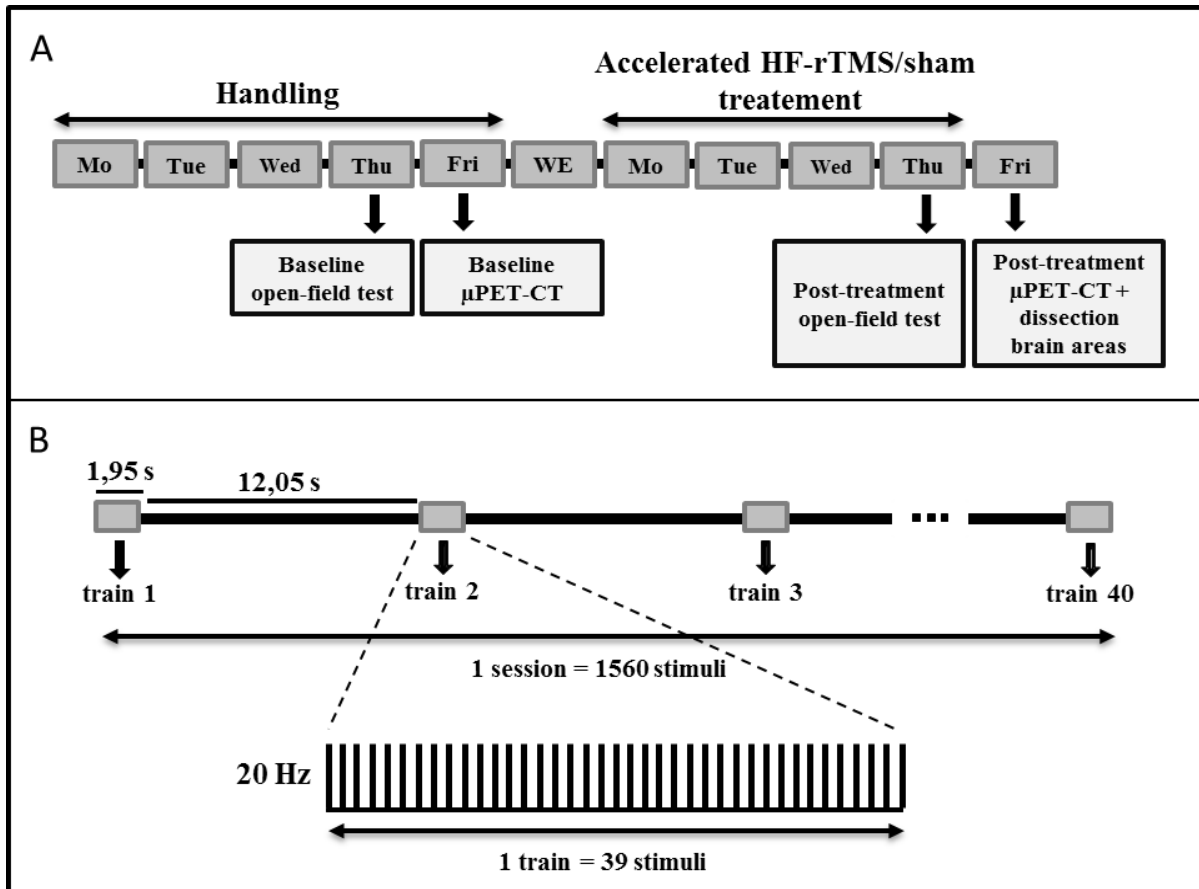 A
Handling
Accelerated HF-rTMS/sham
treatement
Mo Tue Wed Thu Fri WE Mo Tue Wed Thu Fri
Baseline
open-field test
Baseline
μPET-CT
Post-treatment
open-field test
Post-treatment
μPET-CT +
dissection
brain areas
B
1,95 s
12,05 s
train 1 train 2 train 3 train 40
1 session = 1560 stimuli
20 Hz
1 train = 39 stimuli